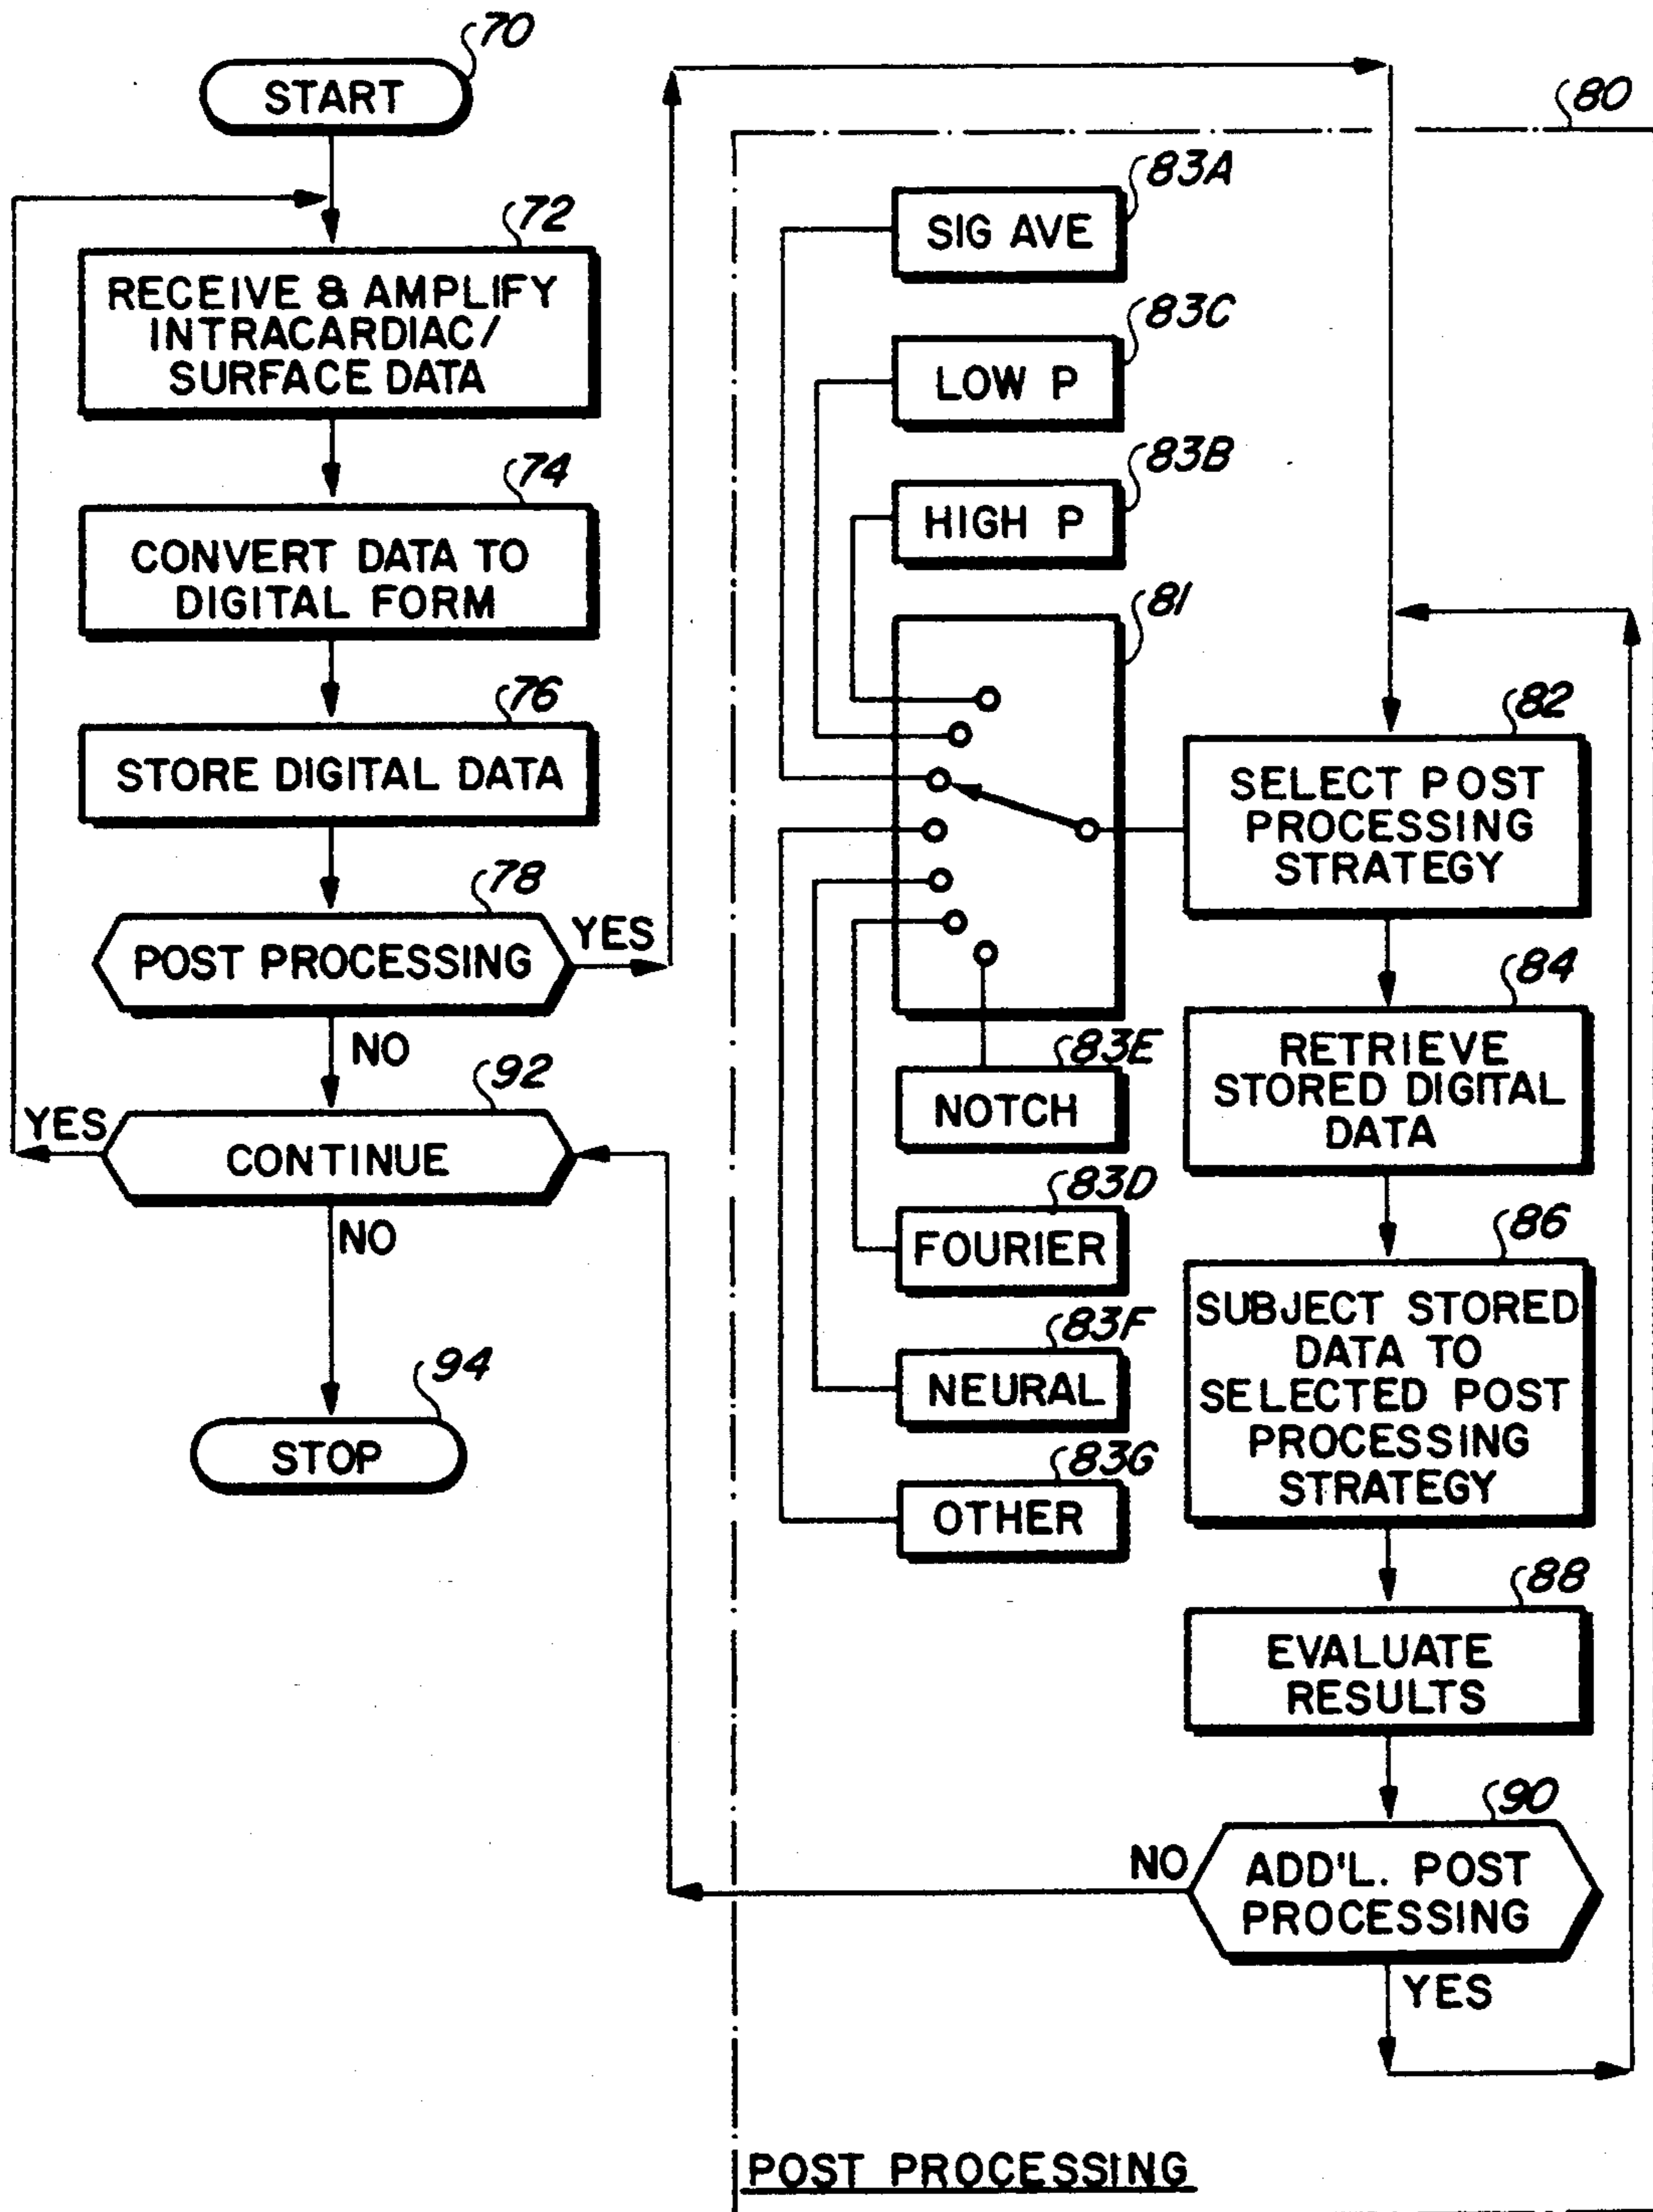 70
START
72
RECEIVE & AMPLIFY
INTRACARDIAC/
SURFACE DATA
74
CONVERT DATA TO
DIGITAL FORM
76
STORE DIGITAL DATA
78
POST PROCESSING
YES
NO
92
YES
CONTINUE
NO
94
STOP
80
83A
SIG AVE
83C
LOW P
83B
HIGH P
81
83E
NOTCH
83D
FOURIER
83F
NEURAL
83G
OTHER
82
SELECT POST
PROCESSING
STRATEGY
84
RETRIEVE
STORED DIGITAL
DATA
86
SUBJECT STORED
DATA TO
SELECTED POST
PROCESSING
STRATEGY
88
EVALUATE
RESULTS
90
NO
ADD'L. POST
PROCESSING
YES
POST PROCESSING